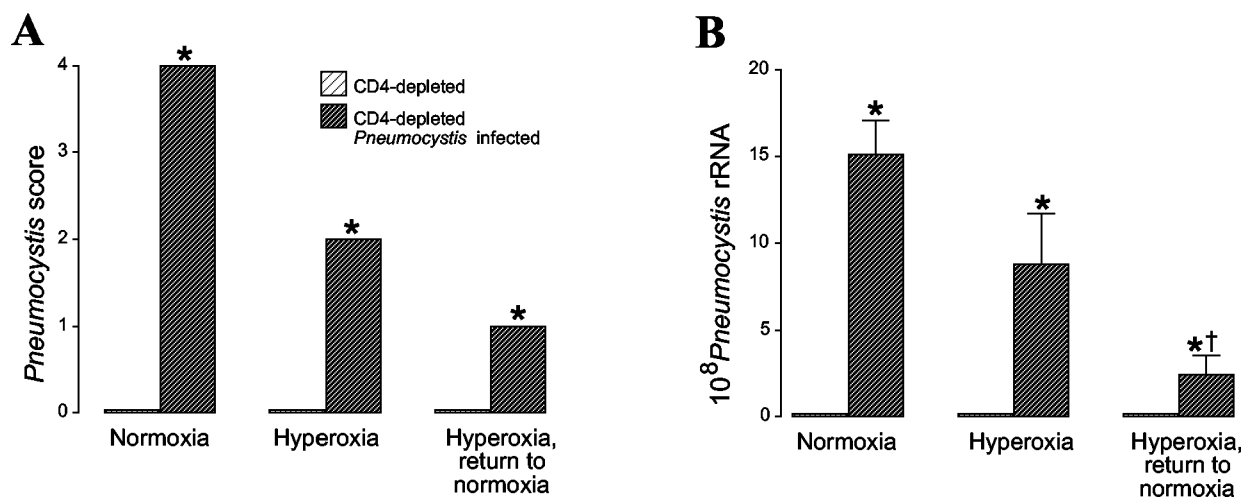 A
Pneumocystis score
4
3
2
1
0
*
*
*
CD4-depleted
CD4-depleted
Pneumocystis infected
Normoxia
Hyperoxia
Hyperoxia,
return to
normoxia
B
10⁸Pneumocystis rRNA
20
15
10
5
0
*
*
*†
Normoxia
Hyperoxia
Hyperoxia,
return to
normoxia